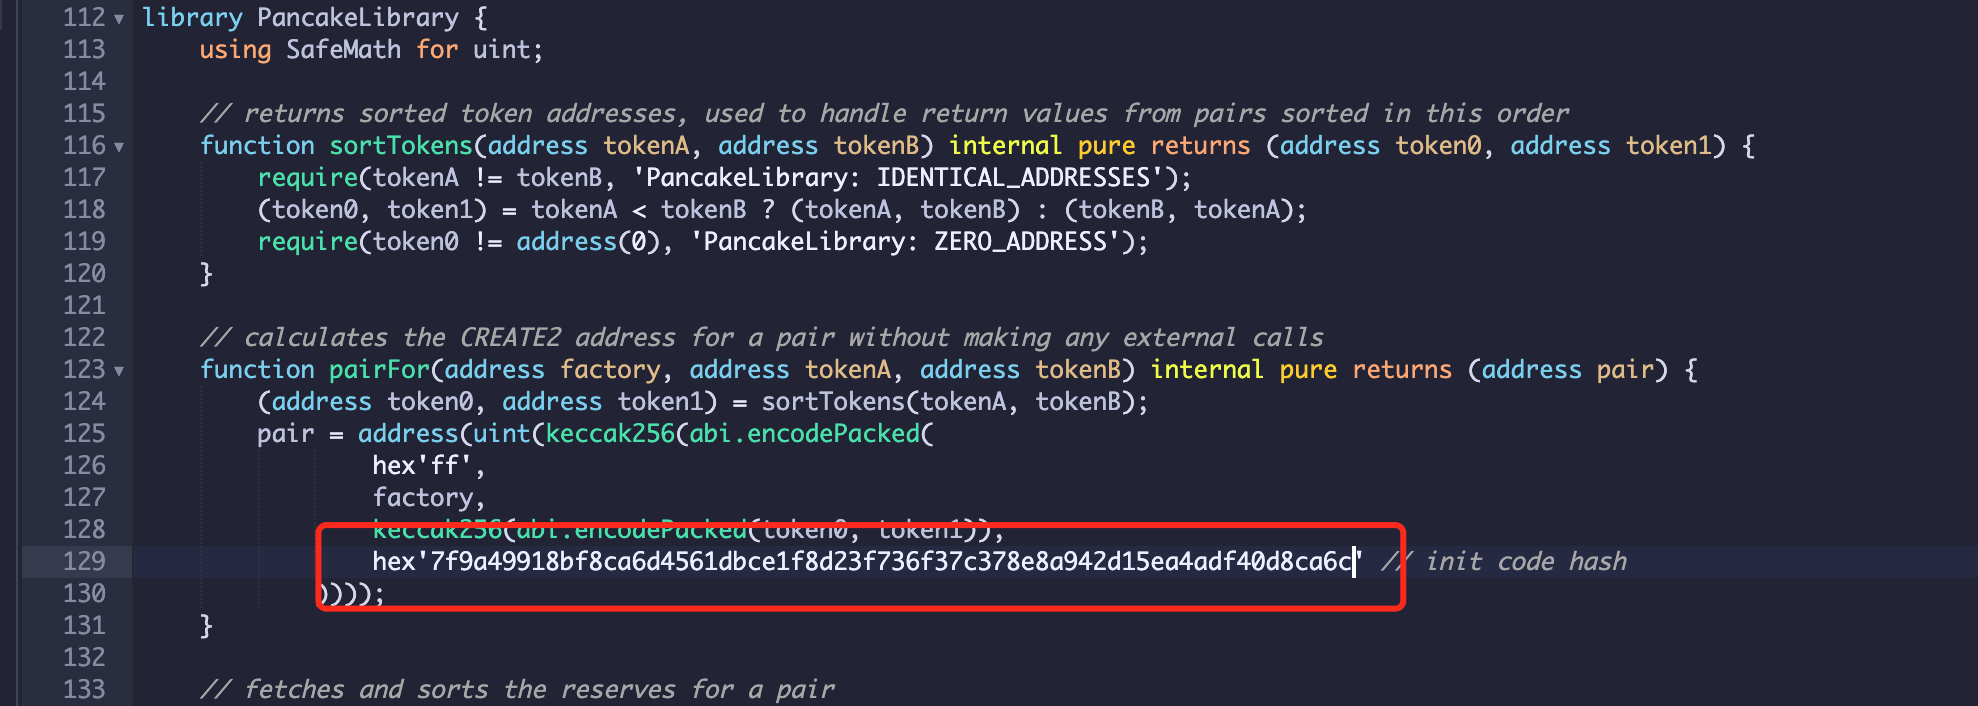 112 library PancakeLibrary {
113 using SafeMath for uint;
114
115 // returns sorted token addresses, used to handle return values from pairs sorted in this order
116 function sortTokens(address tokenA, address tokenB) internal pure returns (address token0, address token1) {
117 require(tokenA != tokenB, 'PancakeLibrary: IDENTICAL_ADDRESSES');
118 (token0, token1) = tokenA < tokenB ? (tokenA, tokenB) : (tokenB, tokenA);
119 require(token0 != address(0), 'PancakeLibrary: ZERO_ADDRESS');
120 }
121
122 // calculates the CREATE2 address for a pair without making any external calls
123 function pairFor(address factory, address tokenA, address tokenB) internal pure returns (address pair) {
124 (address token0, address token1) = sortTokens(tokenA, tokenB);
125 pair = address(uint(keccak256(abi.encodePacked(
126 hex'ff',
127 factory,
128 keccak256(abi.encodePacked(token0, token1)),
129 hex'7f9a49918bf8ca6d4561dbce1f8d23f736f37c378e8a942d15ea4adf40d8ca6c' // init code hash
130 ))));
131 }
132
133 // fetches and sorts the reserves for a pair